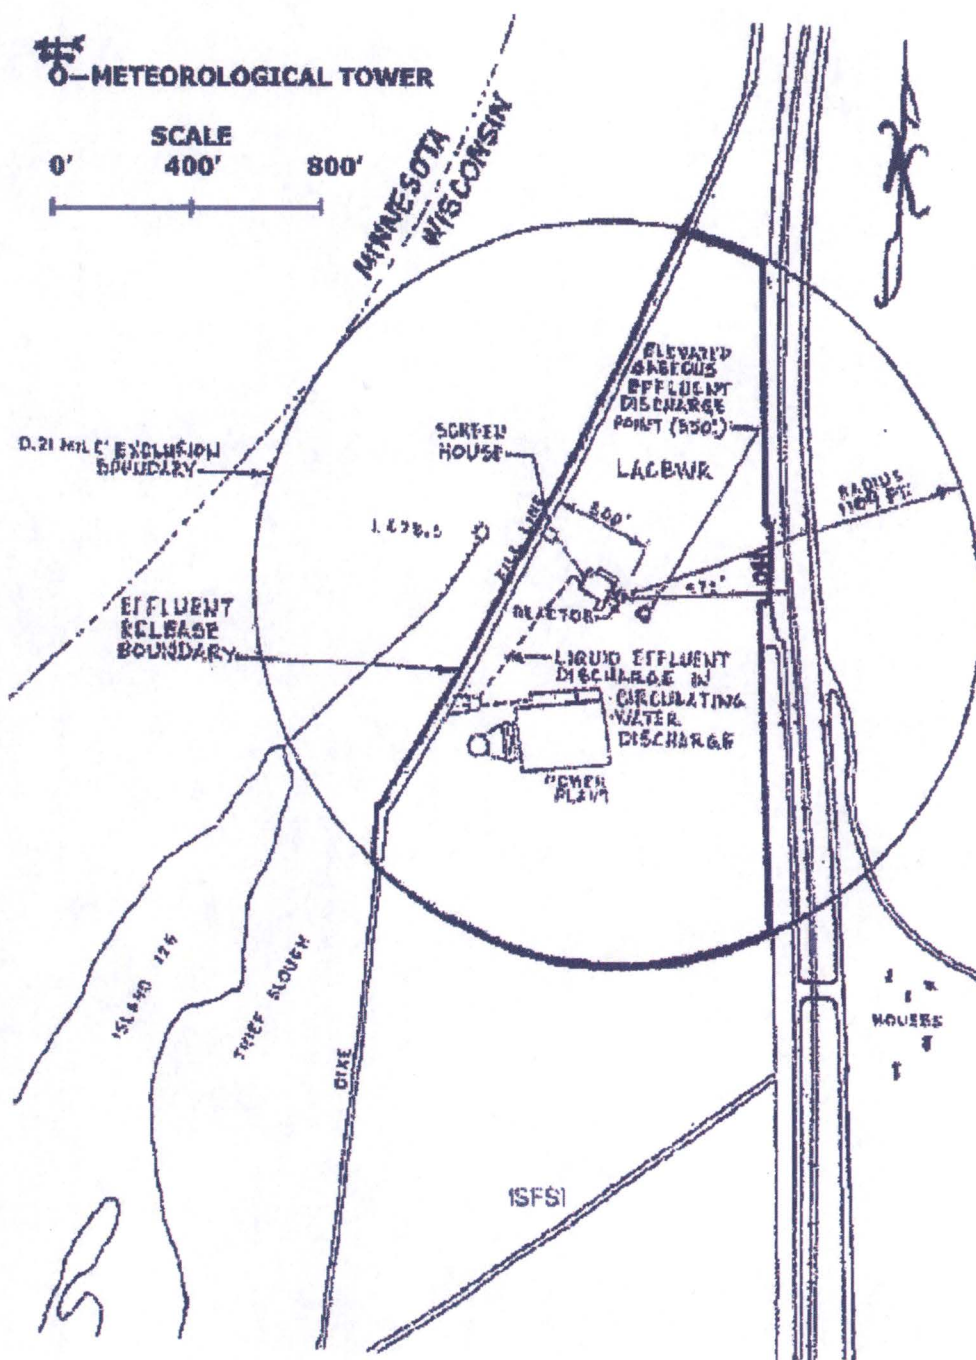 METEOROLOGICAL TOWER
SCALE
0' 400' 800'
MINNESOTA
WISCONSIN
ELEVATED
GASEOUS
EFFLUENT
DISCHARGE
POINT (350')
LACBWR
SCREEN
HOUSE
0.21 MILE EXCLUSION
BOUNDARY
RADIUS
1109 FT.
FILL LINE
EFFLUENT
RELEASE
BOUNDARY
REACTOR
LIQUID EFFLUENT
DISCHARGE IN
CIRCULATING
WATER
DISCHARGE
POWER
PLANT
ISLAND 126
THIEF SLOUGH
DIKE
HOUSES
ISFSI